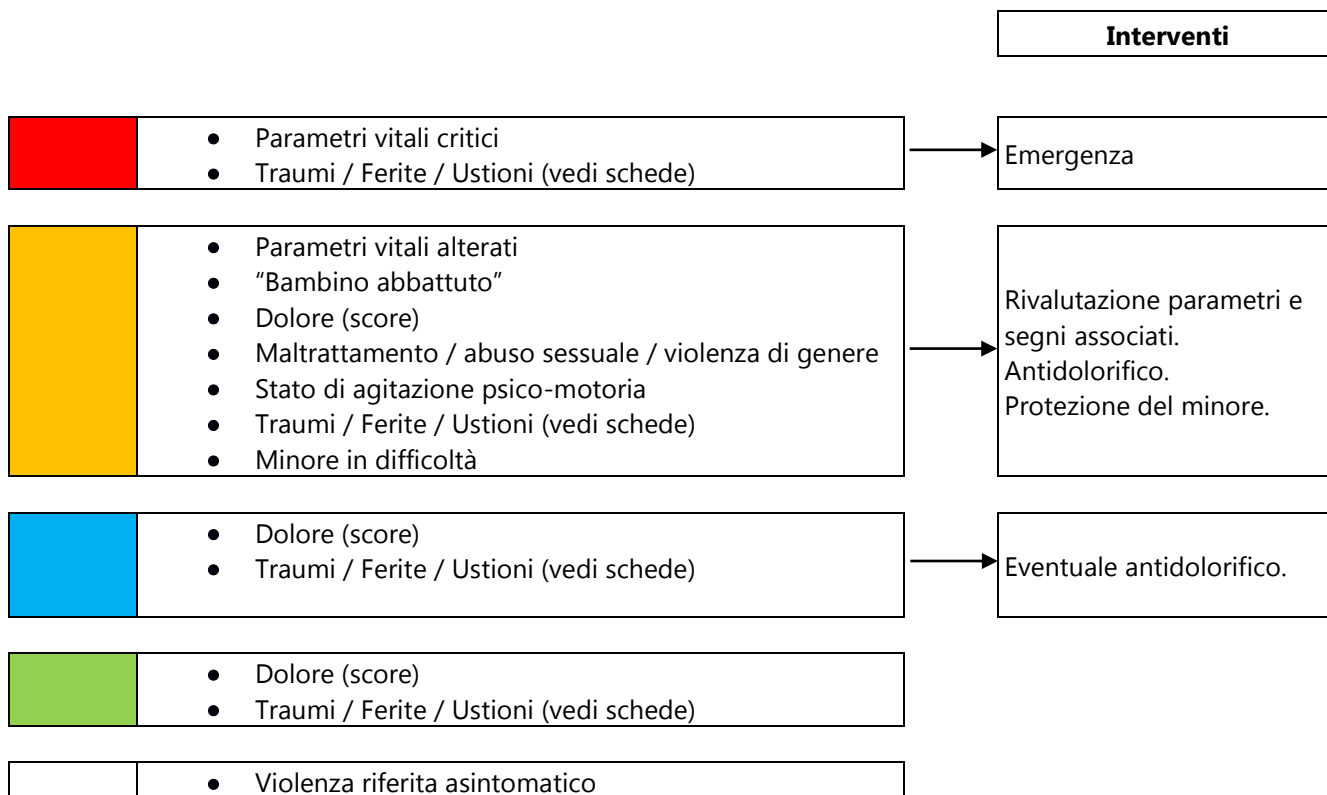 Interventi
Parametri vitali critici
Traumi / Ferite / Ustioni (vedi schede)
Emergenza
Parametri vitali alterati
“Bambino abbattuto”
Dolore (score)
Maltrattamento / abuso sessuale / violenza di genere
Stato di agitazione psico-motoria
Traumi / Ferite / Ustioni (vedi schede)
Minore in difficoltà
Rivalutazione parametri e
segni associati.
Antidolorifico.
Protezione del minore.
Dolore (score)
Traumi / Ferite / Ustioni (vedi schede)
Eventuale antidolorifico.
Dolore (score)
Traumi / Ferite / Ustioni (vedi schede)
Violenza riferita asintomatico